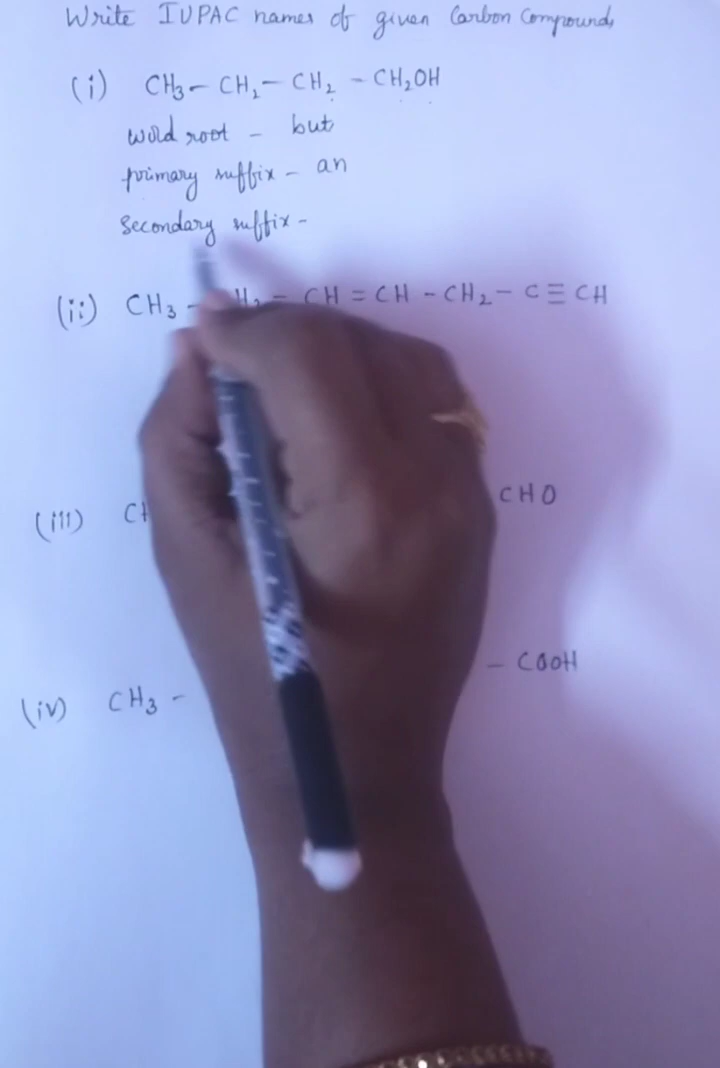 Write IUPAC names of given Carbon Compounds
(i) CH₃ - CH₂ - CH₂ - CH₂OH
word root - but
primary suffix - an
Secondary suffix -
(ii) CH₃ - H₂ - CH = CH - CH₂ - C ≡ CH
(iii) CHO
(iv) CH₃ - - COOH